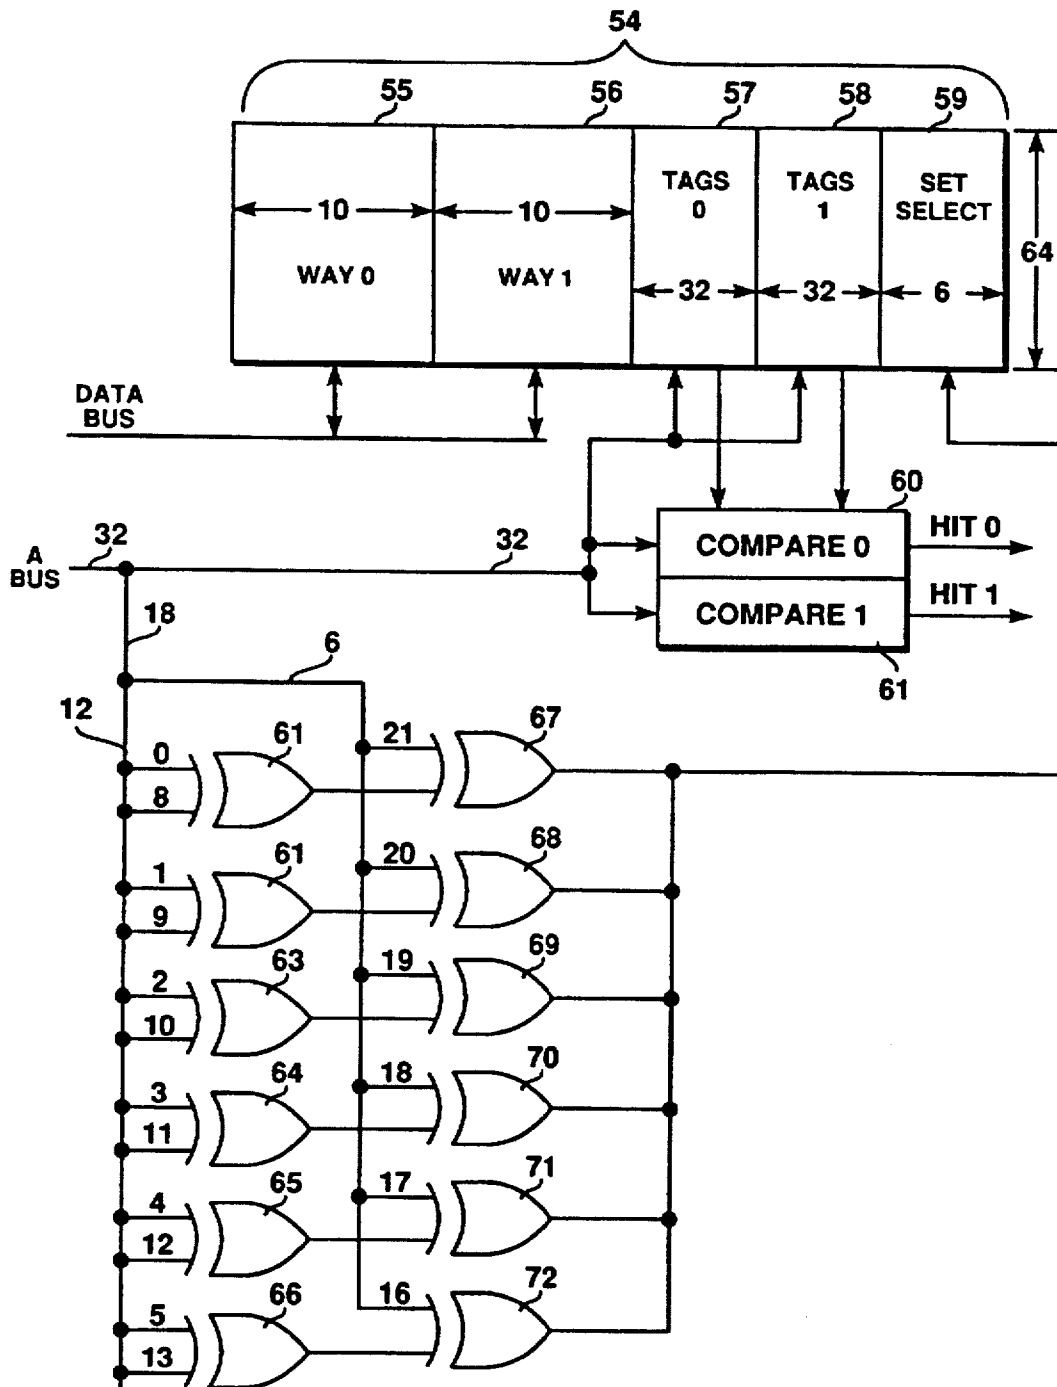 54
55 56 57 58 59
TAGS 0
TAGS 1
SET SELECT
10 10
64
WAY 0 WAY 1
32 32 6
DATA BUS
60
COMPARE 0
HIT 0
A BUS
32 32
COMPARE 1
HIT 1
18
61
6
12
0 8 61
21 67
1 9 61
20 68
2 10 63
19 69
3 11 64
18 70
4 12 65
17 71
5 13 66
16 72